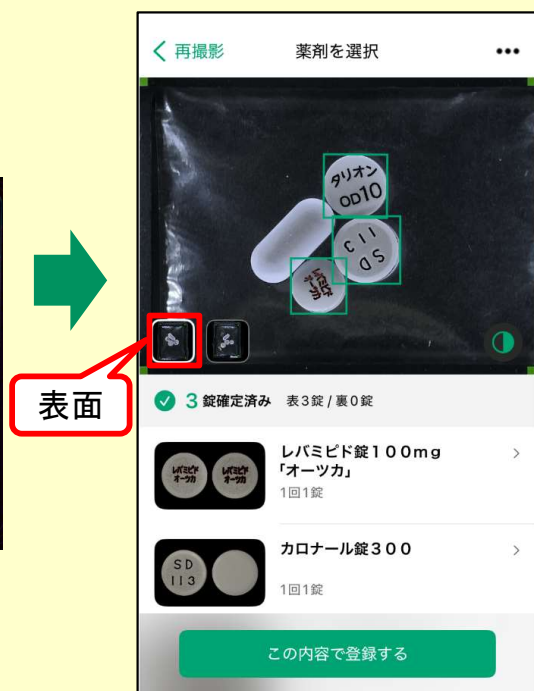 再撮影
薬剤を選択
タリオン
OD10
C11
SD
レバミピド
オーツカ
表面
3 錠確定済み 表3錠 / 裏0錠
レバミピド
オーツカ
レバミピド
オーツカ
レバミピド錠100mg
「オーツカ」
1回1錠
SD
113
カロナール錠300
1回1錠
この内容で登録する